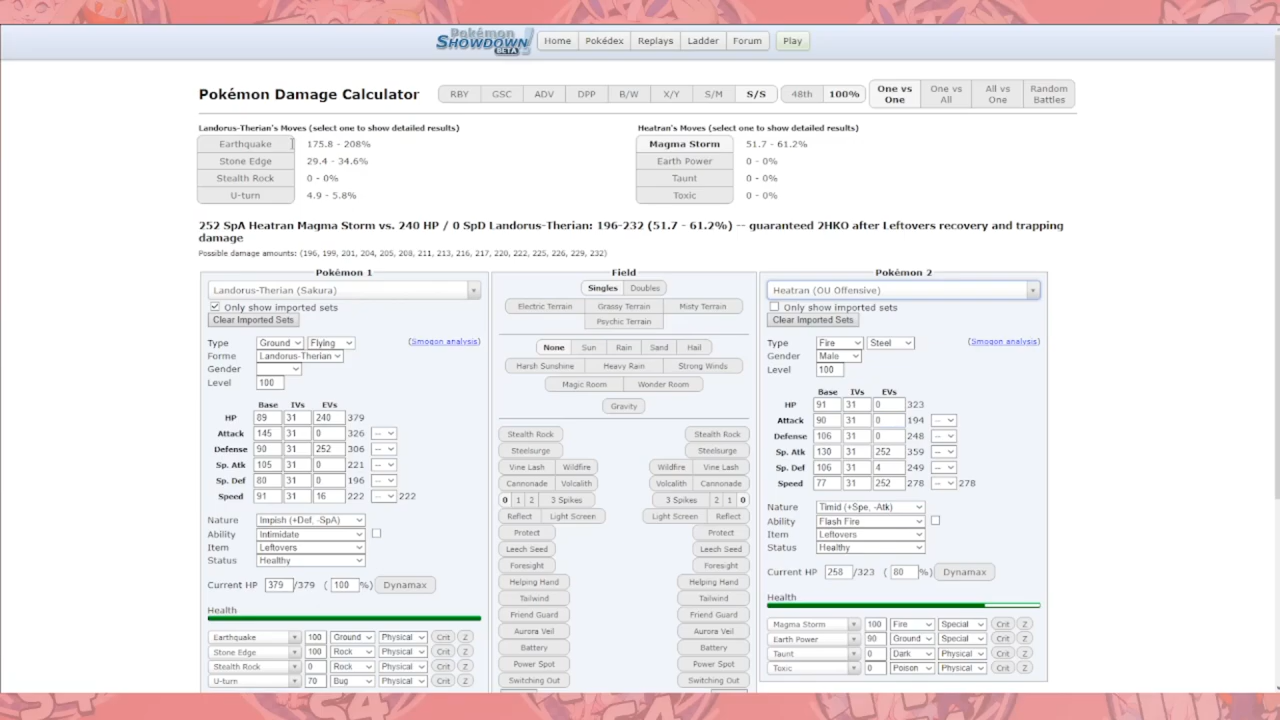 Pokémon
SHOWDOWN!
BETA
Home Pokédex Replays Ladder Forum Play
Pokémon Damage Calculator RBY GSC ADV DPP B/W X/Y S/M S/S 48th 100% One vs One One vs All All vs One Random Battles
Landorus-Therian's Moves (select one to show detailed results) Heatran's Moves (select one to show detailed results)
Earthquake 175.8 - 208% Magma Storm 51.7 - 61.2%
Stone Edge 29.4 - 34.6% Earth Power 0 - 0%
Stealth Rock 0 - 0% Taunt 0 - 0%
U-turn 4.9 - 5.8% Toxic 0 - 0%
252 SpA Heatran Magma Storm vs. 240 HP / 0 SpD Landorus-Therian: 196-232 (51.7 - 61.2%) -- guaranteed 2HKO after Leftovers recovery and trapping
damage
Possible damage amounts: (196, 199, 201, 204, 205, 208, 211, 213, 216, 217, 220, 222, 225, 226, 229, 232)
Pokémon 1
Landorus-Therian (Sakura)
Only show imported sets
Clear Imported Sets
Type Ground Flying (Smogon analysis)
Forme Landorus-Therian
Gender
Level 100
Base IVs EVs
HP 89 31 240 379
Attack 145 31 0 326 --
Defense 90 31 252 306 --
Sp. Atk 105 31 0 221 --
Sp. Def 80 31 0 196 --
Speed 91 31 16 222 -- 222
Nature Impish (+Def, -SpA)
Ability Intimidate
Item Leftovers
Status Healthy
Current HP 379 /379 ( 100 %) Dynamax
Health
Earthquake 100 Ground Physical Crit Z
Stone Edge 100 Rock Physical Crit Z
Stealth Rock 0 Rock Physical Crit Z
U-turn 70 Bug Physical Crit Z
Field
Singles Doubles
Electric Terrain Grassy Terrain Misty Terrain
Psychic Terrain
None Sun Rain Sand Hail
Harsh Sunshine Heavy Rain Strong Winds
Magic Room Wonder Room
Gravity
Stealth Rock Stealth Rock
Steelsurge Steelsurge
Vine Lash Wildfire Wildfire Vine Lash
Cannonade Volcalith Volcalith Cannonade
0 1 2 3 Spikes 3 Spikes 2 1 0
Reflect Light Screen Light Screen Reflect
Protect Protect
Leech Seed Leech Seed
Foresight Foresight
Helping Hand Helping Hand
Tailwind Tailwind
Friend Guard Friend Guard
Aurora Veil Aurora Veil
Battery Battery
Power Spot Power Spot
Switching Out Switching Out
Pokémon 2
Heatran (OU Offensive)
Only show imported sets
Clear Imported Sets
Type Fire Steel (Smogon analysis)
Gender Male
Level 100
Base IVs EVs
HP 91 31 0 323
Attack 90 31 0 194 --
Defense 106 31 0 248 --
Sp. Atk 130 31 252 359 --
Sp. Def 106 31 4 249 --
Speed 77 31 252 278 -- 278
Nature Timid (+Spe, -Atk)
Ability Flash Fire
Item Leftovers
Status Healthy
Current HP 258 /323 ( 80 %) Dynamax
Health
Magma Storm 100 Fire Special Crit Z
Earth Power 90 Ground Special Crit Z
Taunt 0 Dark Physical Crit Z
Toxic 0 Poison Physical Crit Z